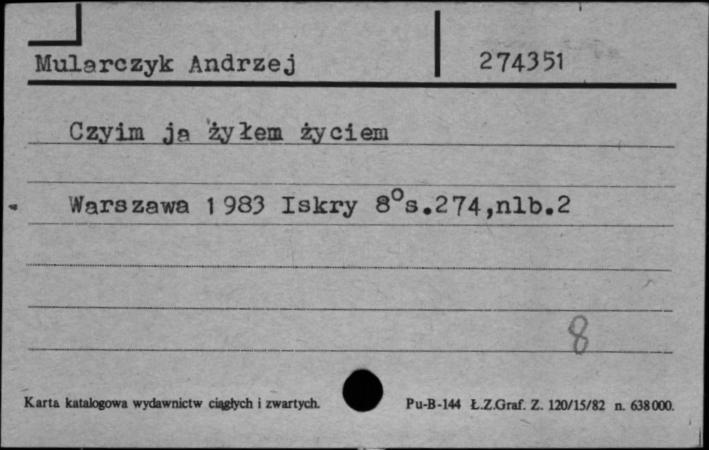 Mularczyk Andrzej 274351
Czyim ja żyłem życiem
Warszawa 1983 Iskry 8°s.274,nlb.2
8
Karta katalogowa wydawnictw ciągłych i zwartych. Pu-B-144 Ł.Z.Graf. Z. 120/15/82 n. 638000.